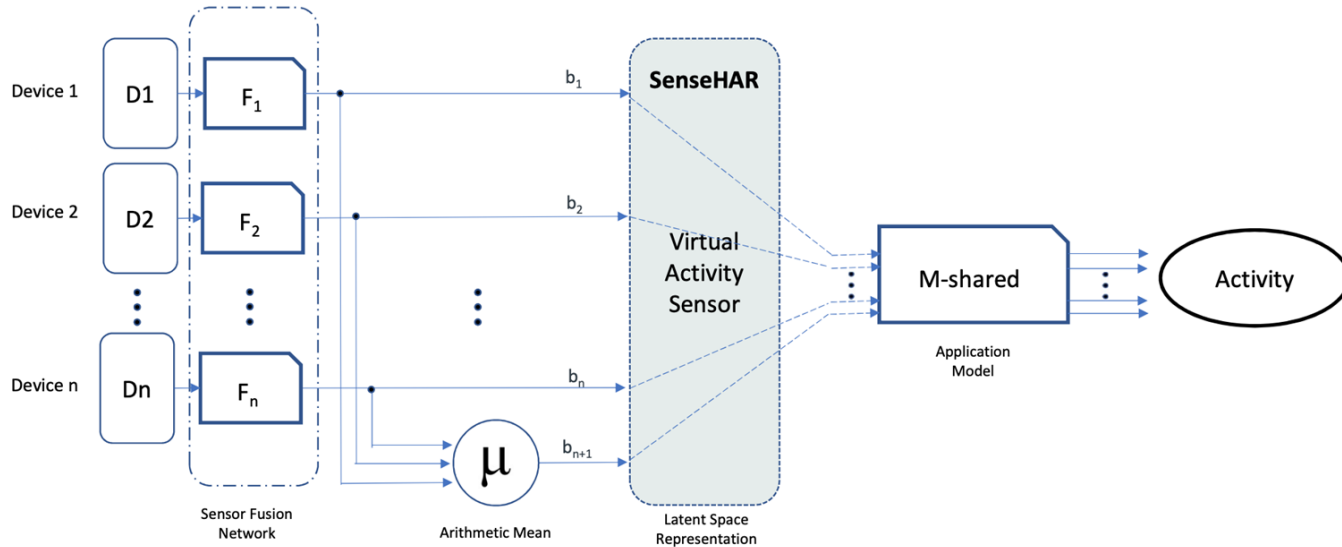 Device 1
D1
F1
b1
SenseHAR
Device 2
D2
F2
b2
Virtual
Activity
Sensor
M-shared
Activity
Application
Model
Device n
Dn
Fn
bn
μ
bn+1
Sensor Fusion
Network
Arithmetic Mean
Latent Space
Representation